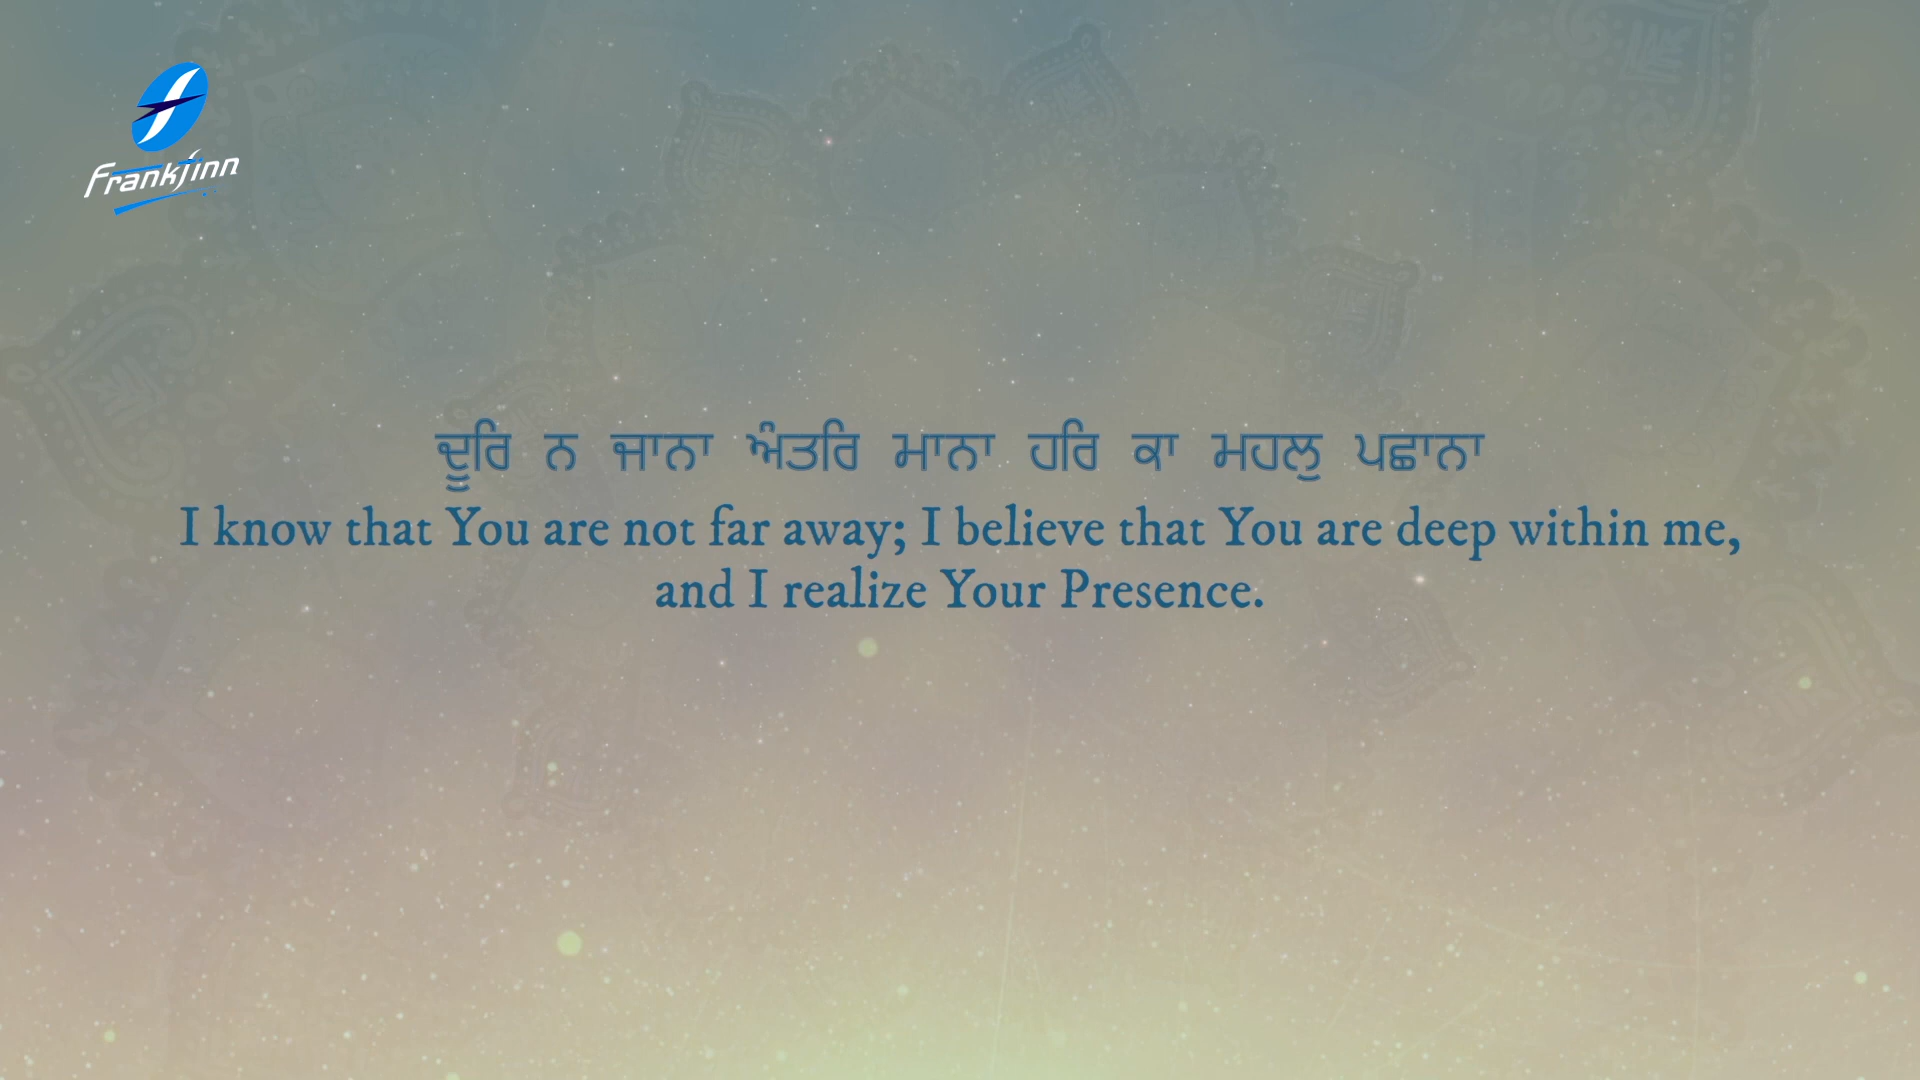 Frankfinn
ਦੂਰਿ ਨ ਜਾਨਾ ਅੰਤਰਿ ਮਾਨਾ ਹਰਿ ਕਾ ਮਹਲੁ ਪਛਾਨਾ
I know that You are not far away; I believe that You are deep within me,
and I realize Your Presence.